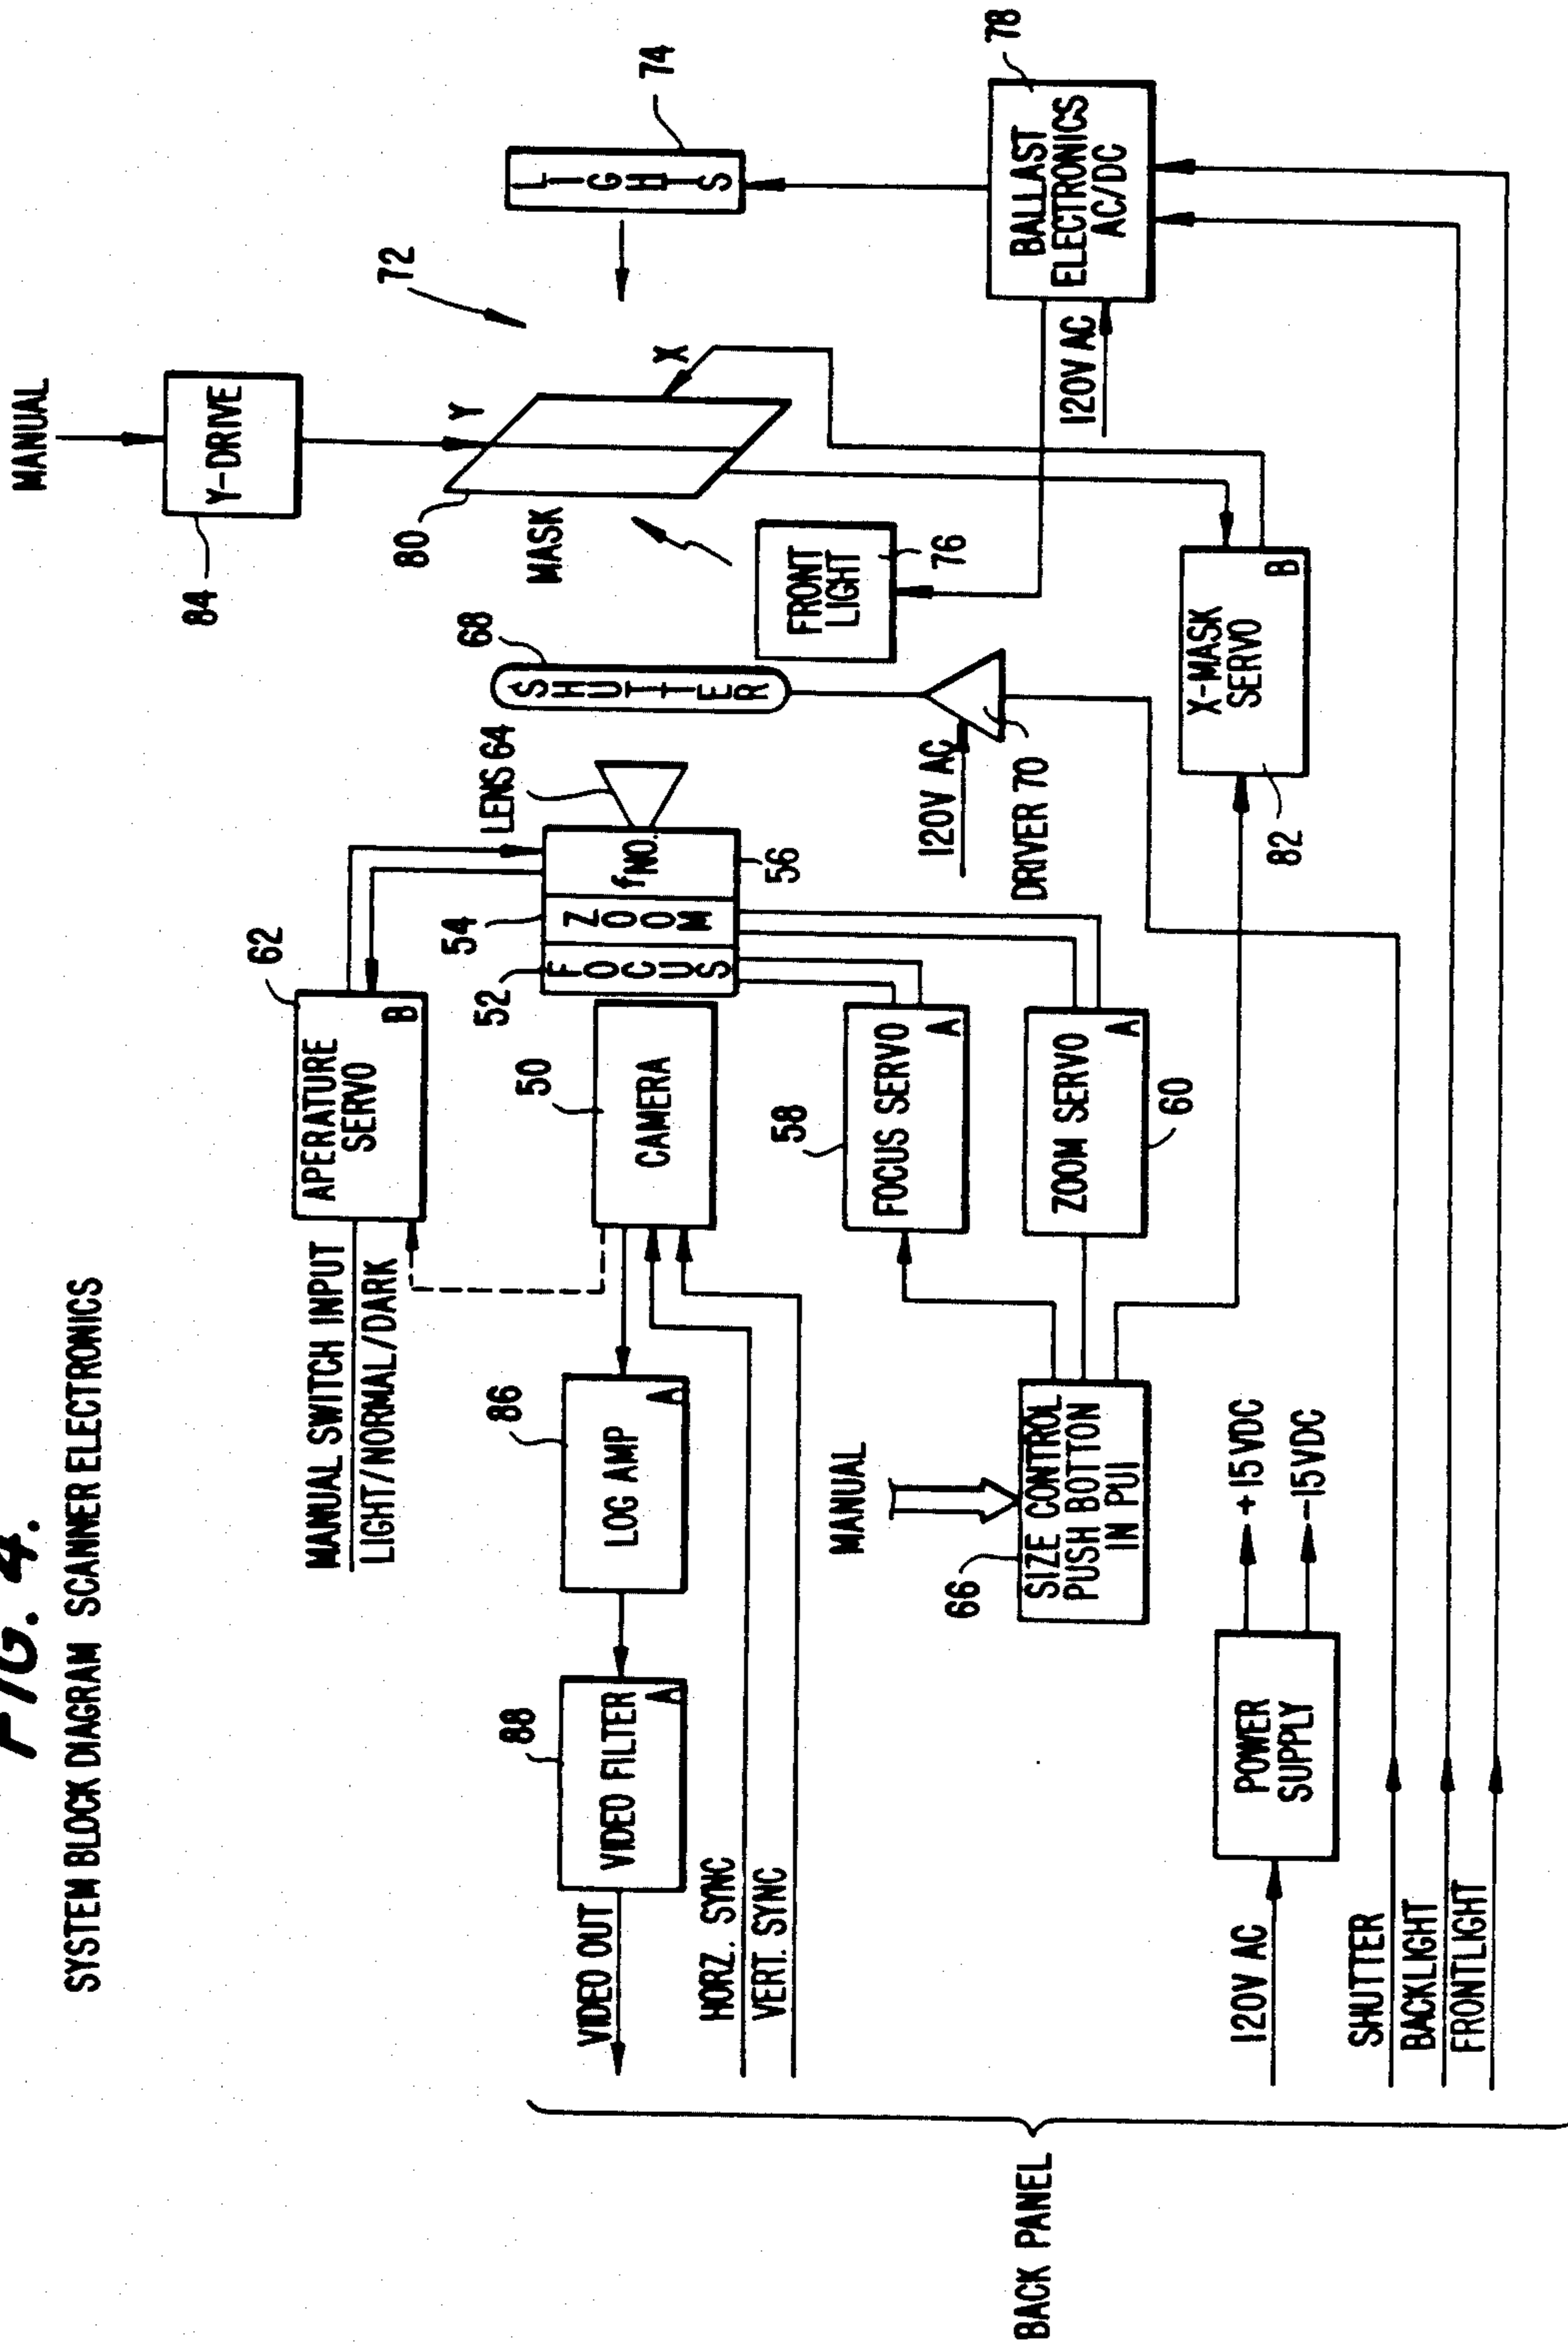 FIG. 4.
SYSTEM BLOCK DIAGRAM SCANNER ELECTRONICS
MANUAL
Y-DRIVE
84
MANUAL SWITCH INPUT
LIGHT/NORMAL/DARK
APERATURE
SERVO
B
62
72
Y
X
80
MASK
LIGHTS
74
VIDEO OUT
VIDEO FILTER
A
88
LOG AMP
A
86
CAMERA
50
FOCUS
52
ZOOM
54
fNO.
56
LENS 64
SHUTTER
68
HORZ. SYNC
VERT. SYNC
FOCUS SERVO
A
58
FRONT
LIGHT
76
120V AC
DRIVER 70
MANUAL
SIZE CONTROL
PUSH BOTTON
IN PUI
66
ZOOM SERVO
A
60
BALLAST
ELECTRONICS
AC/DC
78
120V AC
X-MASK
SERVO
B
82
120V AC
POWER
SUPPLY
+15VDC
-15VDC
SHUTTER
BACKLIGHT
FRONTLIGHT
BACK PANEL